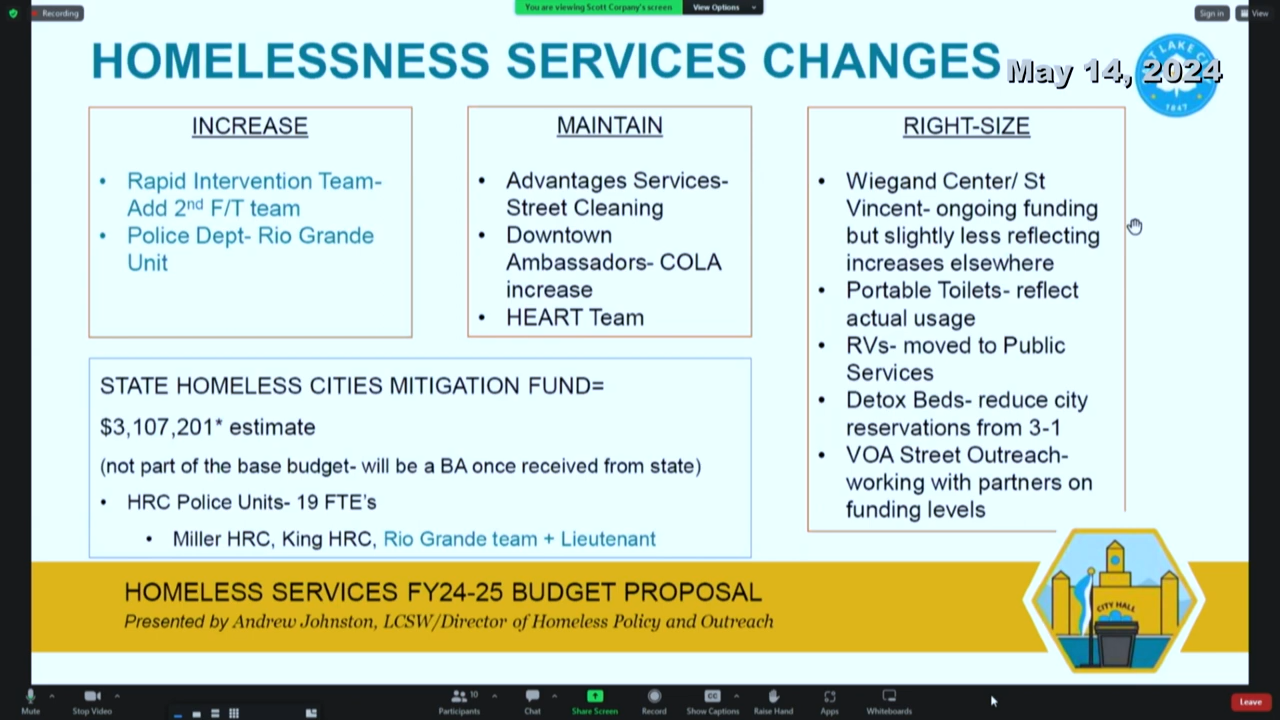 Recording
You are viewing Scott Corpany's screen
View Options
Sign in
View
HOMELESSNESS SERVICES CHANGES
May 14, 2024
1847
INCREASE
• Rapid Intervention Team-
Add 2nd F/T team
• Police Dept- Rio Grande
Unit
MAINTAIN
• Advantages Services-
Street Cleaning
• Downtown
Ambassadors- COLA
increase
• HEART Team
RIGHT-SIZE
• Wiegand Center/ St
Vincent- ongoing funding
but slightly less reflecting
increases elsewhere
• Portable Toilets- reflect
actual usage
• RVs- moved to Public
Services
• Detox Beds- reduce city
reservations from 3-1
• VOA Street Outreach-
working with partners on
funding levels
STATE HOMELESS CITIES MITIGATION FUND=
$3,107,201* estimate
(not part of the base budget- will be a BA once received from state)
• HRC Police Units- 19 FTE's
• Miller HRC, King HRC, Rio Grande team + Lieutenant
HOMELESS SERVICES FY24-25 BUDGET PROPOSAL
Presented by Andrew Johnston, LCSW/Director of Homeless Policy and Outreach
CITY HALL
Mute
Stop Video
Participants
10
Chat
Share Screen
Record
CC
Show Captions
Raise Hand
Apps
Whiteboards
Leave